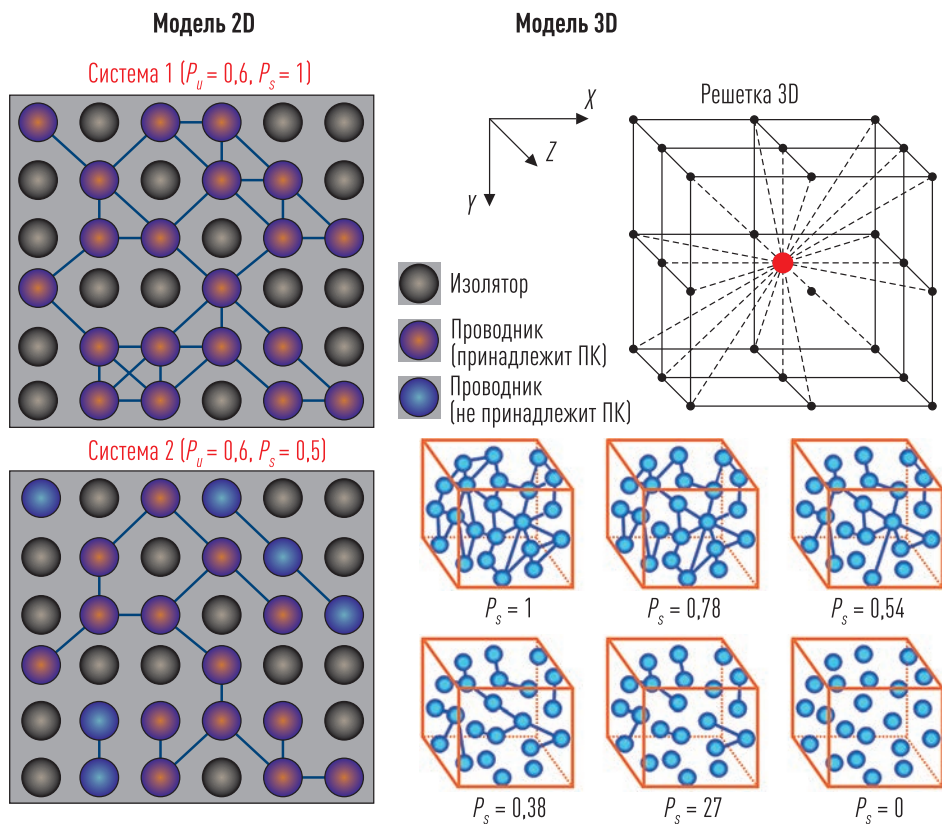 Модель 2D
Модель 3D
Система 1 (Pu = 0,6, Ps = 1)
X
Z
Y
Решетка 3D
Изолятор
Проводник
(принадлежит ПК)
Проводник
(не принадлежит ПК)
Система 2 (Pu = 0,6, Ps = 0,5)
Ps = 1
Ps = 0,78
Ps = 0,54
Ps = 0,38
Ps = 27
Ps = 0